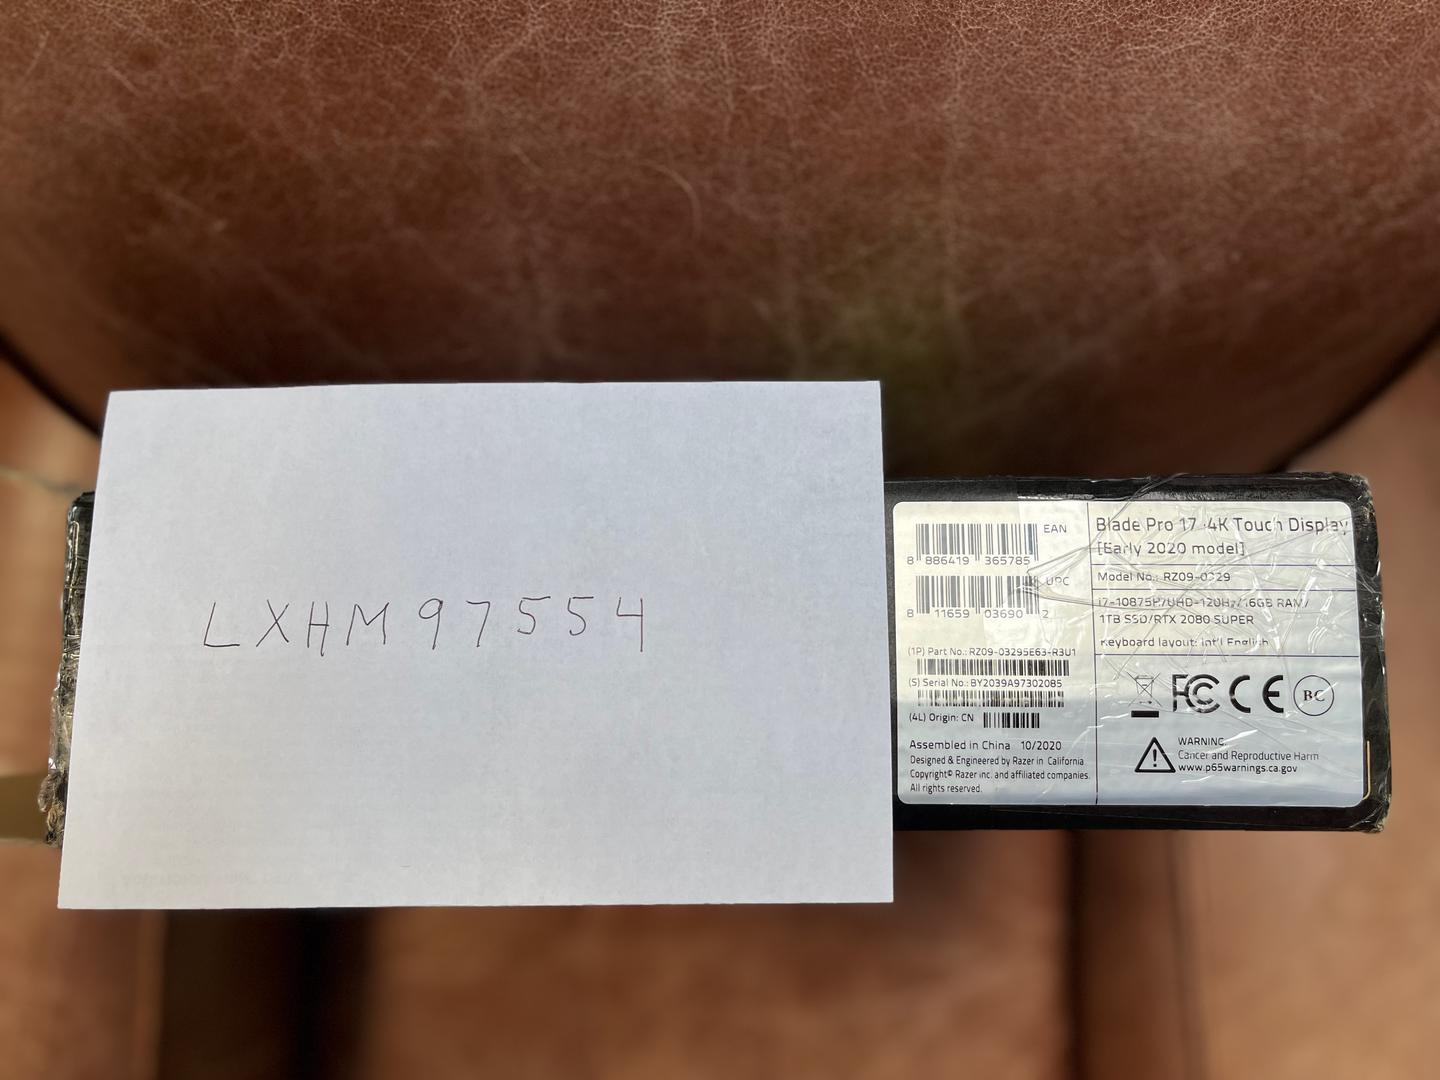 LXHM97554
EAN
8 886419 365785
UPC
8 11659 03690 2
(1P) Part No.: RZ09-03295E63-R3U1
(S) Serial No.: BY2039A97302085
(4L) Origin: CN
Assembled in China 10/2020
Designed & Engineered by Razer in California
Copyright© Razer inc. and affiliated companies.
All rights reserved.
Blade Pro 17 4K Touch Display
[Early 2020 model]
Model No.: RZ09-0329
i7-10875H/UHD-120Hz/16GB RAM/
1TB SSD/RTX 2080 SUPER
Keyboard layout: Int'l English
FC CE BC
WARNING:
Cancer and Reproductive Harm
www.p65warnings.ca.gov